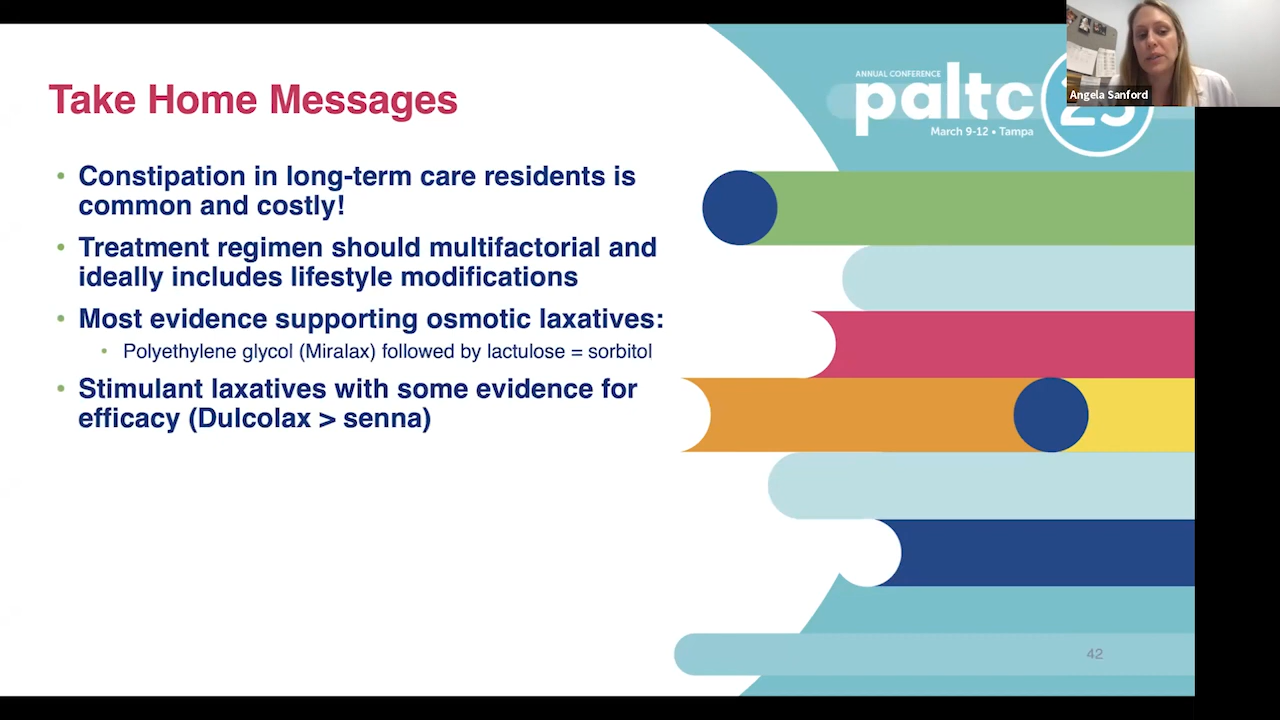 Take Home Messages
• Constipation in long-term care residents is
common and costly!
• Treatment regimen should multifactorial and
ideally includes lifestyle modifications
• Most evidence supporting osmotic laxatives:
• Polyethylene glycol (Miralax) followed by lactulose = sorbitol
• Stimulant laxatives with some evidence for
efficacy (Dulcolax > senna)
ANNUAL CONFERENCE
paltc 23
March 9-12 • Tampa
Angela Sanford
42